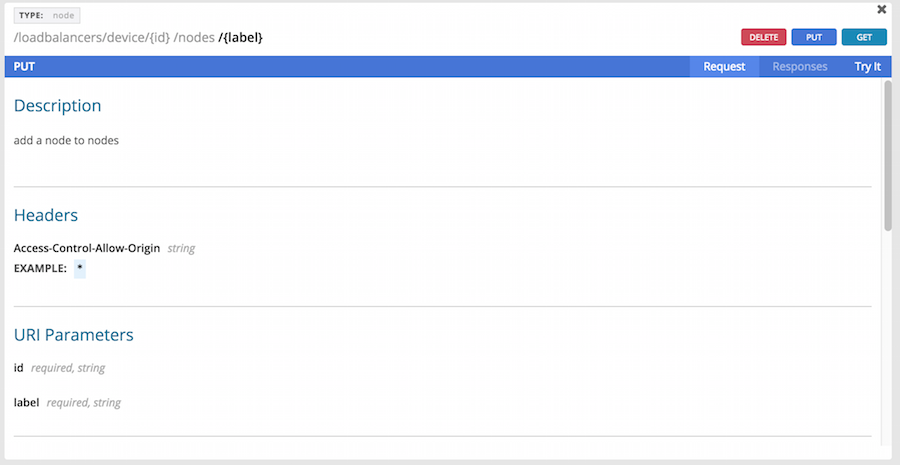 TYPE: node
/loadbalancers/device/{id} /nodes /{label}
DELETE PUT GET
PUT Request Responses Try It
Description
add a node to nodes
Headers
Access-Control-Allow-Origin string
EXAMPLE: *
URI Parameters
id required, string
label required, string